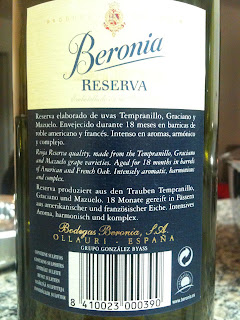 Beronia
RESERVA
Reserva elaborado de uvas Tempranillo, Graciano y
Mazuelo. Envejecido durante 18 meses en barricas de
roble americano y francés. Intenso en aromas, armónico
y complejo.
Rioja Reserva quality, made from the Tempranillo, Graciano
and Mazuelo grape varieties. Aged for 18 months in barrels
of American and French Oak. Intensely aromatic, harmonious
and complex.
Reserva produziert aus den Trauben Tempranillo,
Graciano und Mazuelo. 18 Monate gereift in Fässern
aus amerikanischer und französischer Eiche. Intensives
Aroma, harmonisch und komplex.
Bodegas Beronia, S.A.
OLLAURI - ESPAÑA
GRUPO GONZÁLEZ BYASS
8 410023 000390
www.beronia.es